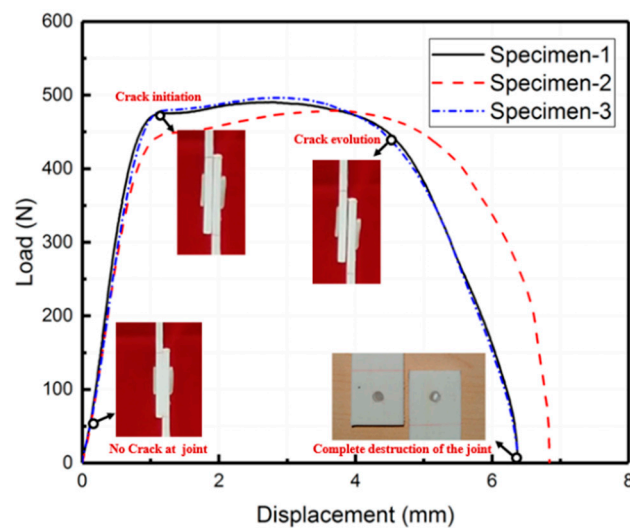 600
500
400
300
200
100
0
Load (N)
Specimen-1
Specimen-2
Specimen-3
Crack initiation
Crack evolution
No Crack at joint
Complete destruction of the joint
0 2 4 6 8
Displacement (mm)